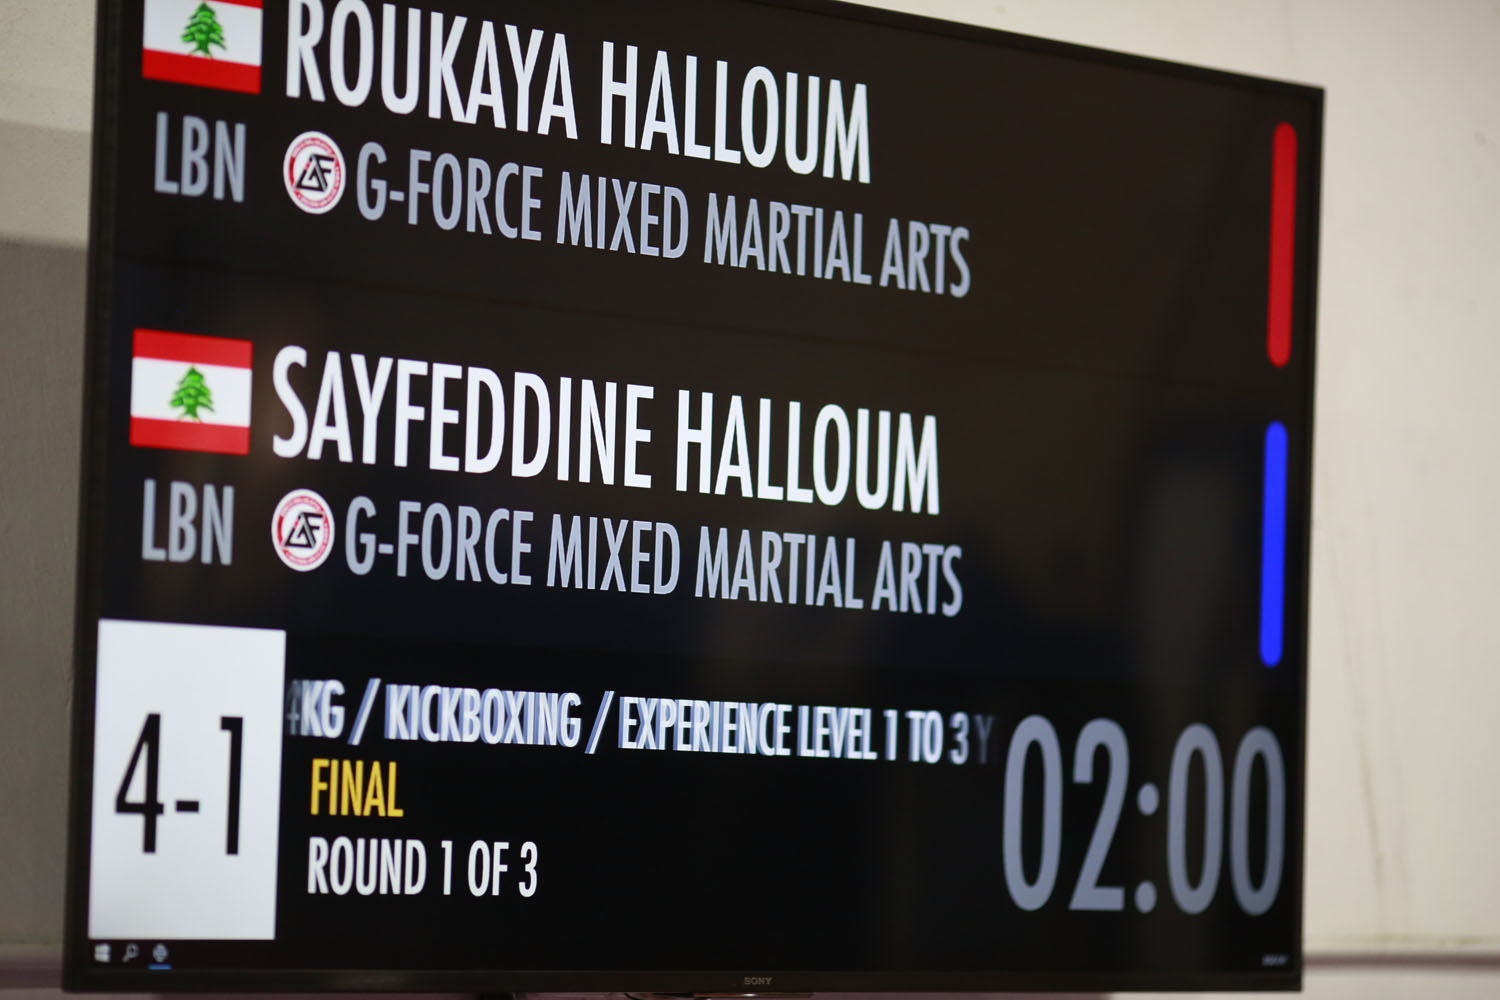 ROUKAYA HALLOUM
LBN G-FORCE MIXED MARTIAL ARTS
SAYFEDDINE HALLOUM
LBN G-FORCE MIXED MARTIAL ARTS
4-1
KG / KICKBOXING / EXPERIENCE LEVEL 1 TO 3 Y
FINAL
ROUND 1 OF 3
02:00
SONY